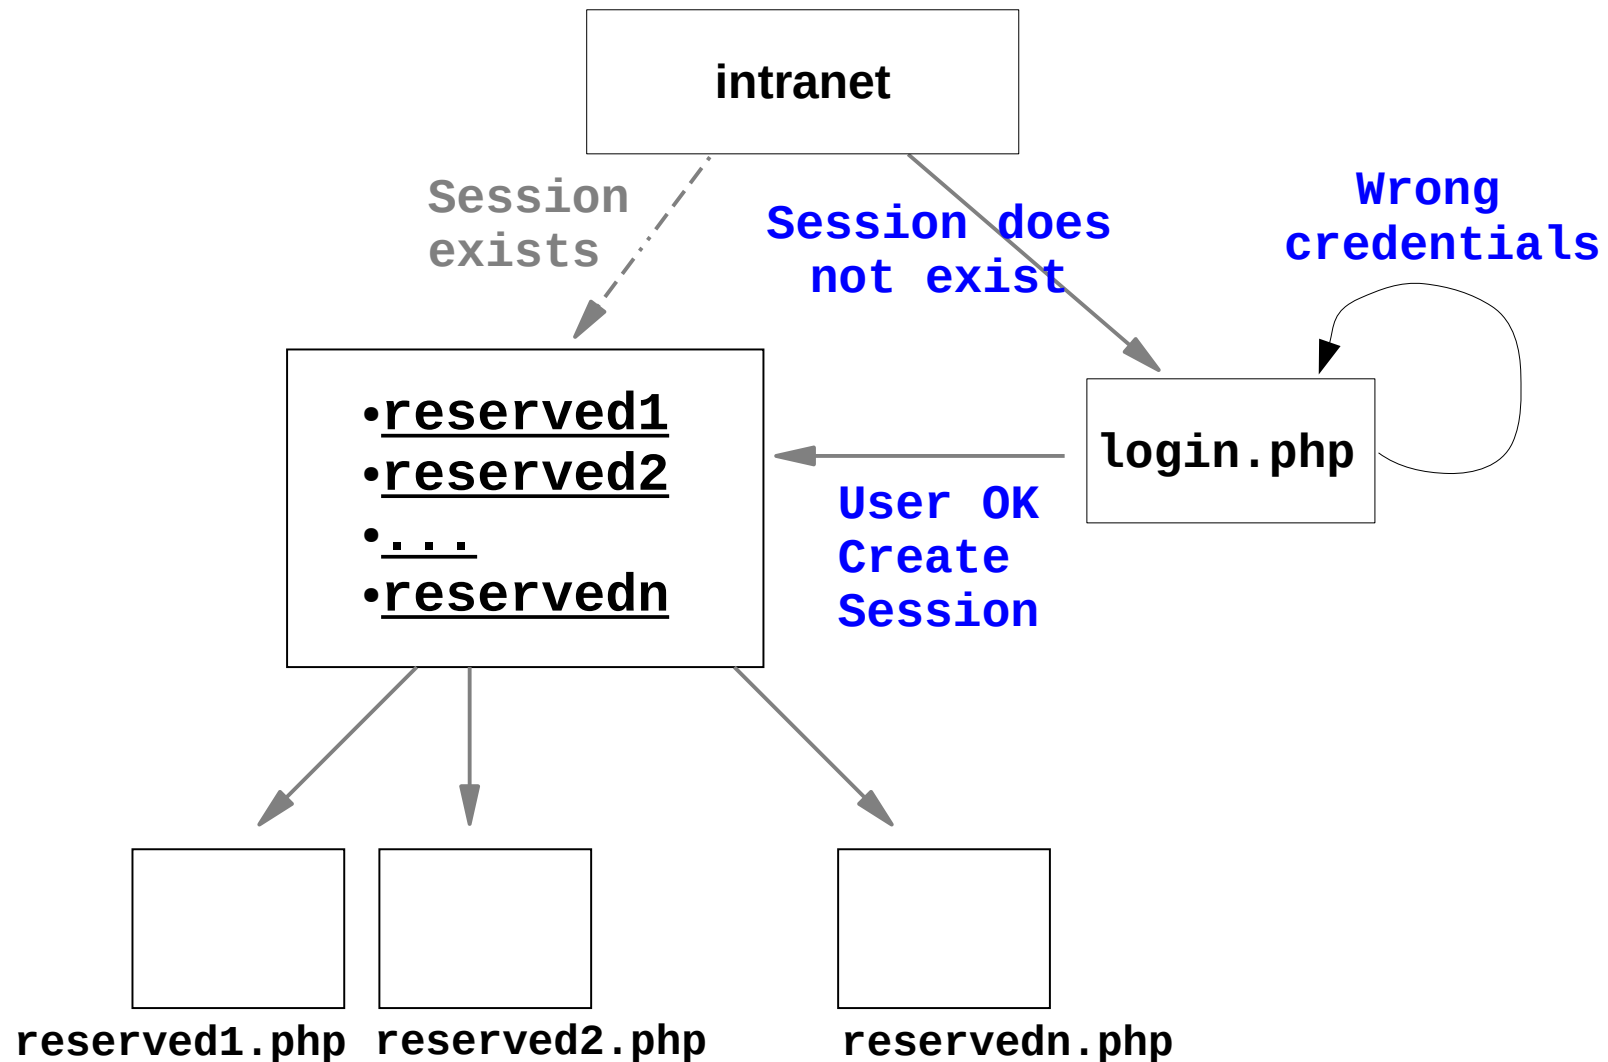 intranet
Session
exists
Session does
not exist
Wrong
credentials
•reserved1
•reserved2
•...
•reservedn
login.php
User OK
Create
Session
reserved1.php
reserved2.php
reservedn.php